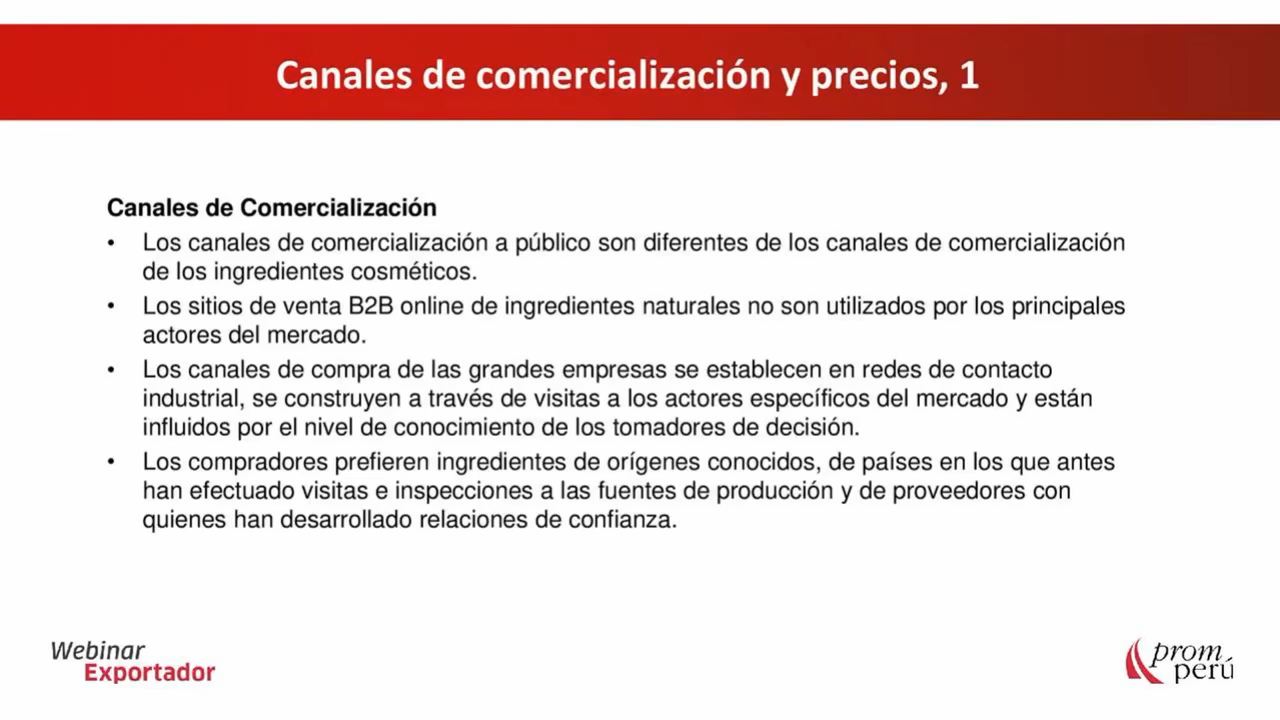 Canales de comercialización y precios, 1
Canales de Comercialización
• Los canales de comercialización a público son diferentes de los canales de comercialización
de los ingredientes cosméticos.
• Los sitios de venta B2B online de ingredientes naturales no son utilizados por los principales
actores del mercado.
• Los canales de compra de las grandes empresas se establecen en redes de contacto
industrial, se construyen a través de visitas a los actores específicos del mercado y están
influidos por el nivel de conocimiento de los tomadores de decisión.
• Los compradores prefieren ingredientes de orígenes conocidos, de países en los que antes
han efectuado visitas e inspecciones a las fuentes de producción y de proveedores con
quienes han desarrollado relaciones de confianza.
Webinar
Exportador
prom
perú